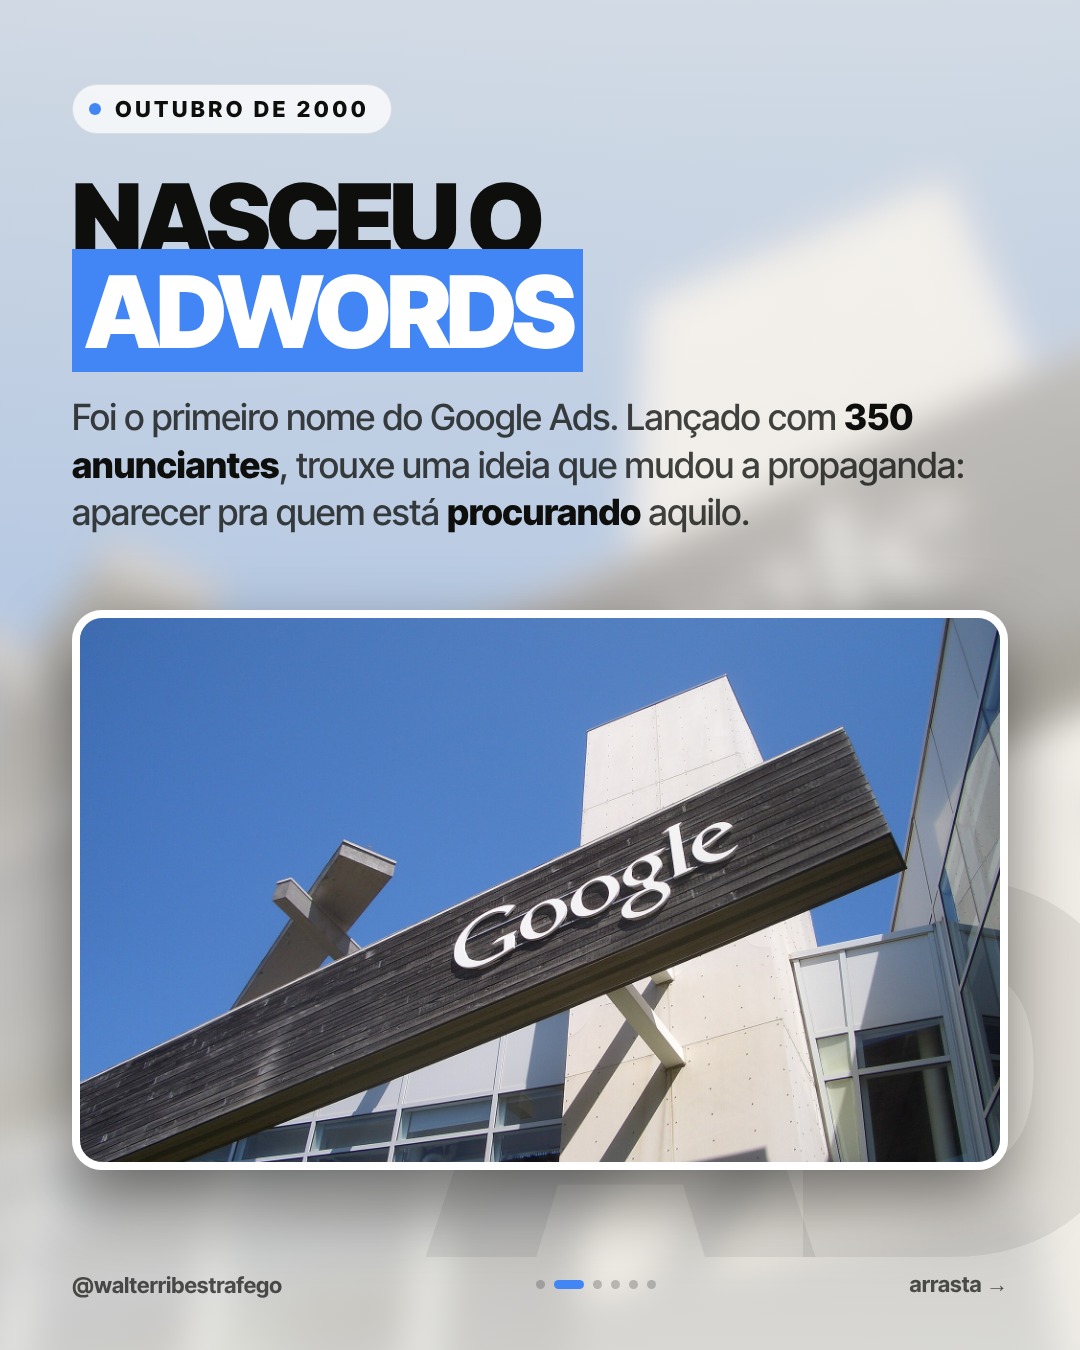 OUTUBRO DE 2000
NASCEU O
ADWORDS
Foi o primeiro nome do Google Ads. Lançado com 350
anunciantes, trouxe uma ideia que mudou a propaganda:
aparecer pra quem está procurando aquilo.
Google
AD
@walterribestrafego
arrasta →